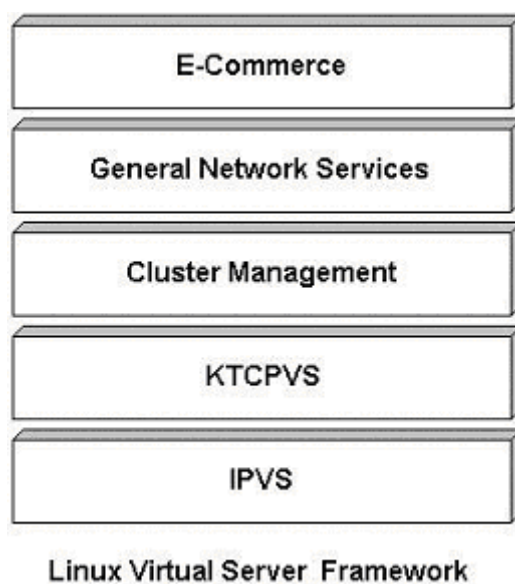 E-Commerce
General Network Services
Cluster Management
KTCPVS
IPVS
Linux Virtual Server Framework